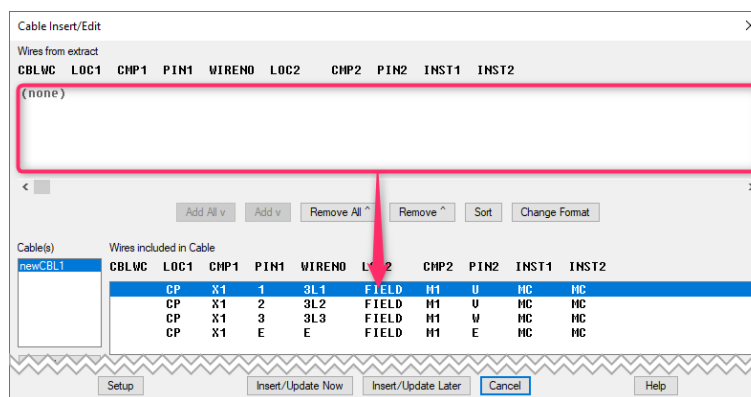 Cable Insert/Edit
Wires from extract
CBLWC LOC1 CMP1 PIN1 WIRENO LOC2 CMP2 PIN2 INST1 INST2
(none)
Add All v Add v Remove All ^ Remove ^ Sort Change Format
Cable(s) Wires included in Cable
newCBL1 CBLWC LOC1 CMP1 PIN1 WIRENO CMP2 PIN2 INST1 INST2
CP X1 1 3L1 FIELD M1 U MC MC
CP X1 2 3L2 FIELD M1 V MC MC
CP X1 3 3L3 FIELD M1 W MC MC
CP X1 E E FIELD M1 E MC MC
Setup Insert/Update Now Insert/Update Later Cancel Help